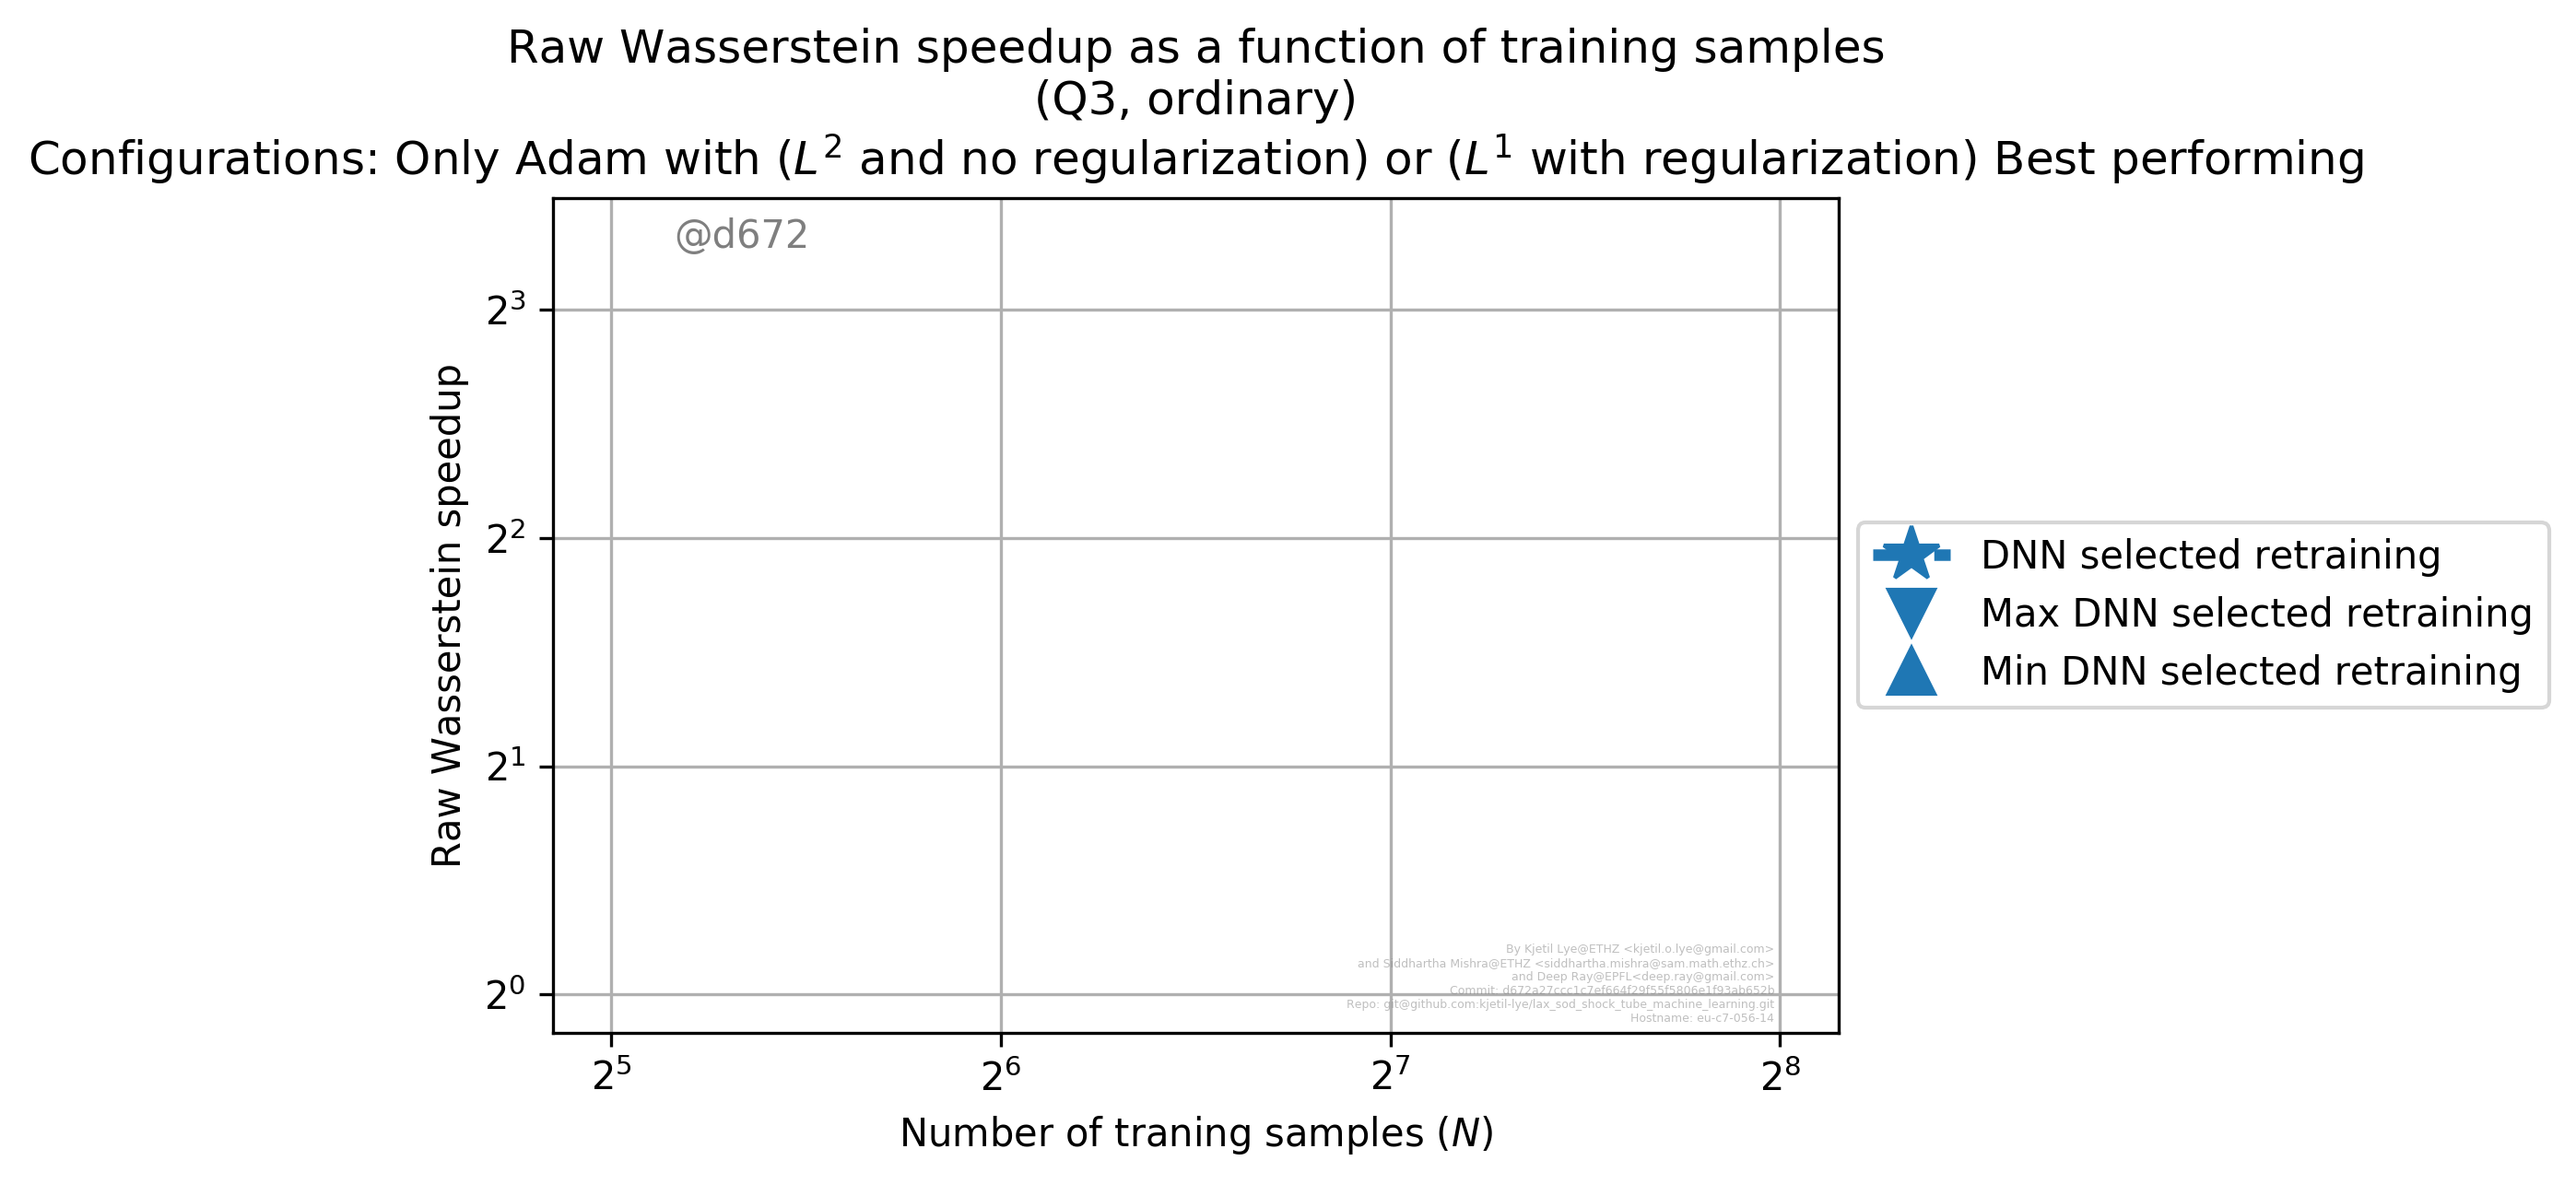 Raw Wasserstein speedup as a function of training samples
(Q3, ordinary)
Configurations: Only Adam with (L² and no regularization) or (L¹ with regularization) Best performing
@d672
2³
2²
2¹
2⁰
Raw Wasserstein speedup
DNN selected retraining
Max DNN selected retraining
Min DNN selected retraining
By Kjetil Lye@ETHZ <kjetil.o.lye@gmail.com>
and Siddhartha Mishra@ETHZ <siddhartha.mishra@sam.math.ethz.ch>
and Deep Ray@EPFL<deep.ray@gmail.com>
Commit: d672a27ccc1c7ef664f29f55f5806e1f93ab652b
Repo: git@github.com:kjetil-lye/lax_sod_shock_tube_machine_learning.git
Hostname: eu-c7-056-14
2⁵ 2⁶ 2⁷ 2⁸
Number of traning samples (N)